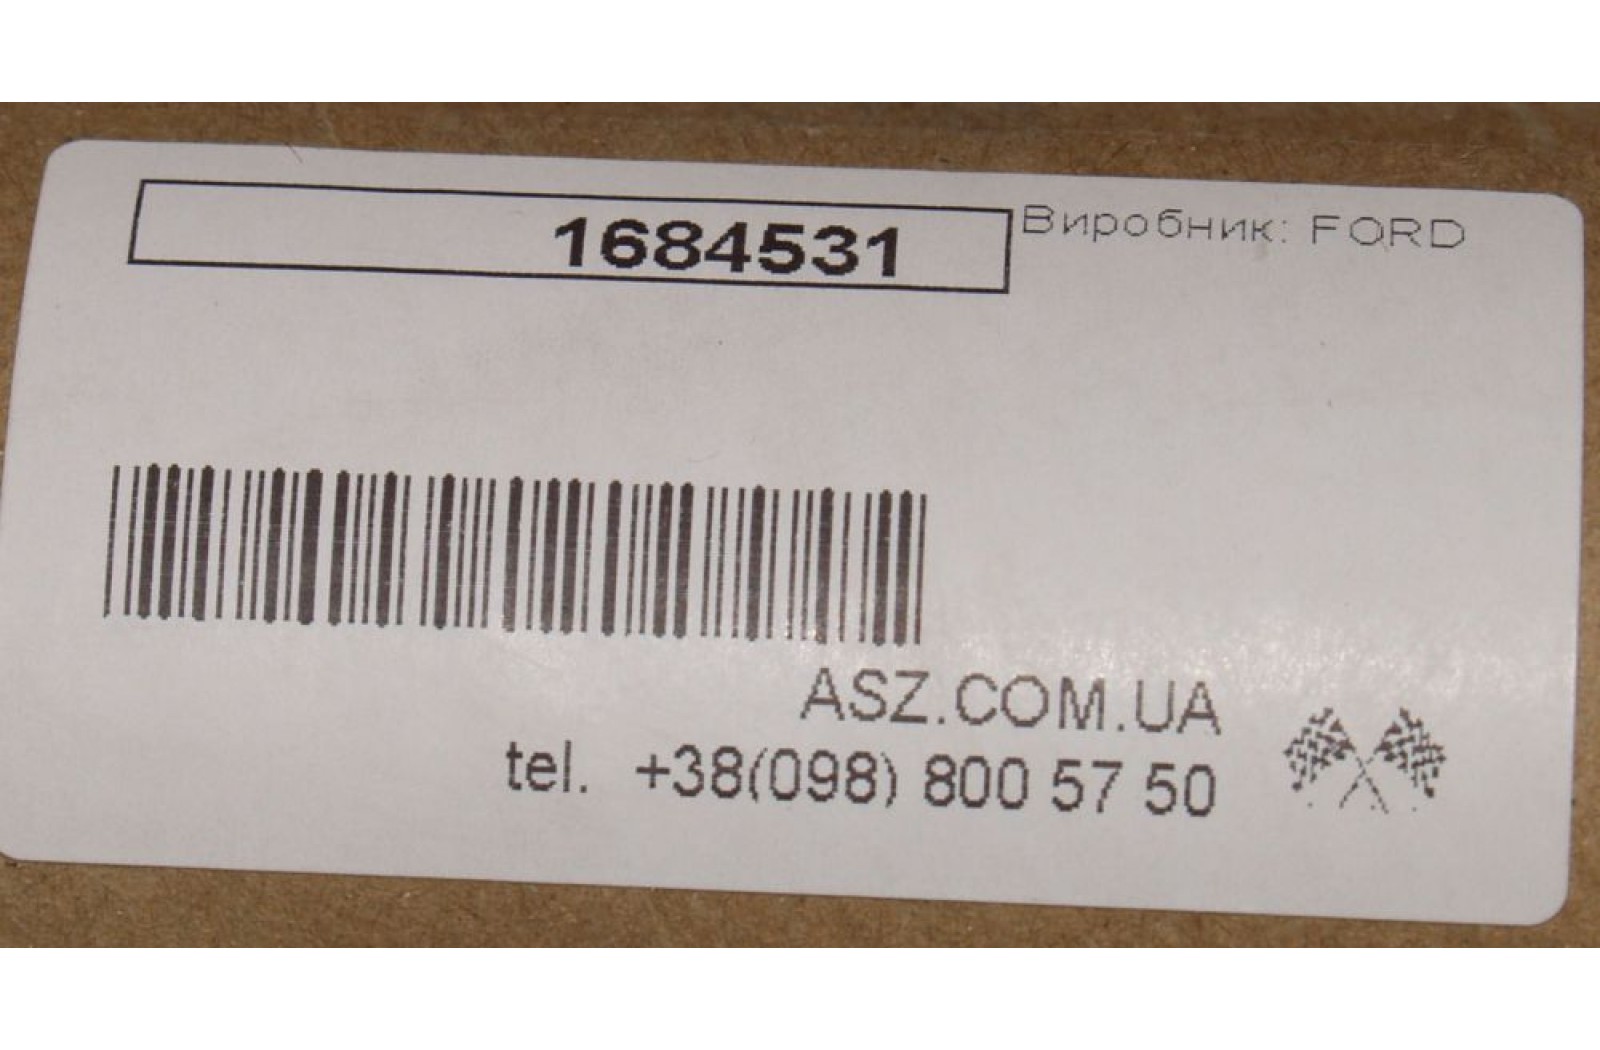 1684531 Виробник: FORD
ASZ.COM.UA
tel. +38(098) 800 57 50